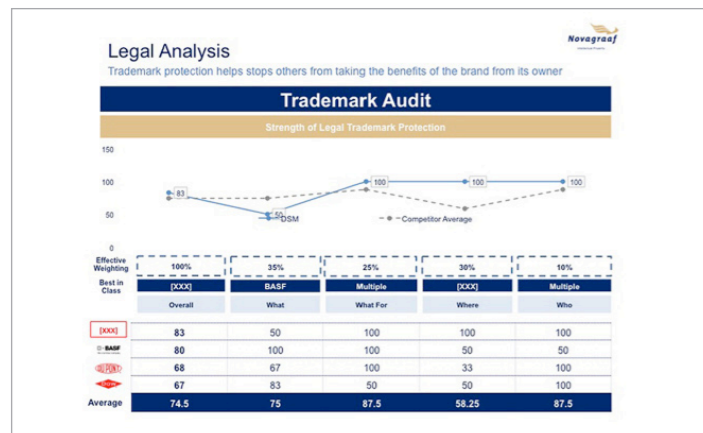 Novagraaf
Legal Analysis
Trademark protection helps stops others from taking the benefits of the brand from its owner
Trademark Audit
Strength of Legal Trademark Protection
150
100
50
0
83
50
100
100
100
DSM
Competitor Average
Effective Weighting 100% 35% 25% 30% 10%
Best in Class [XXX] BASF Multiple [XXX] Multiple
Overall What What For Where Who
[XXX] 83 50 100 100 100
BASF 80 100 100 50 50
DUPONT 68 67 100 33 100
DOW 67 83 50 50 100
Average 74.5 75 87.5 58.25 87.5